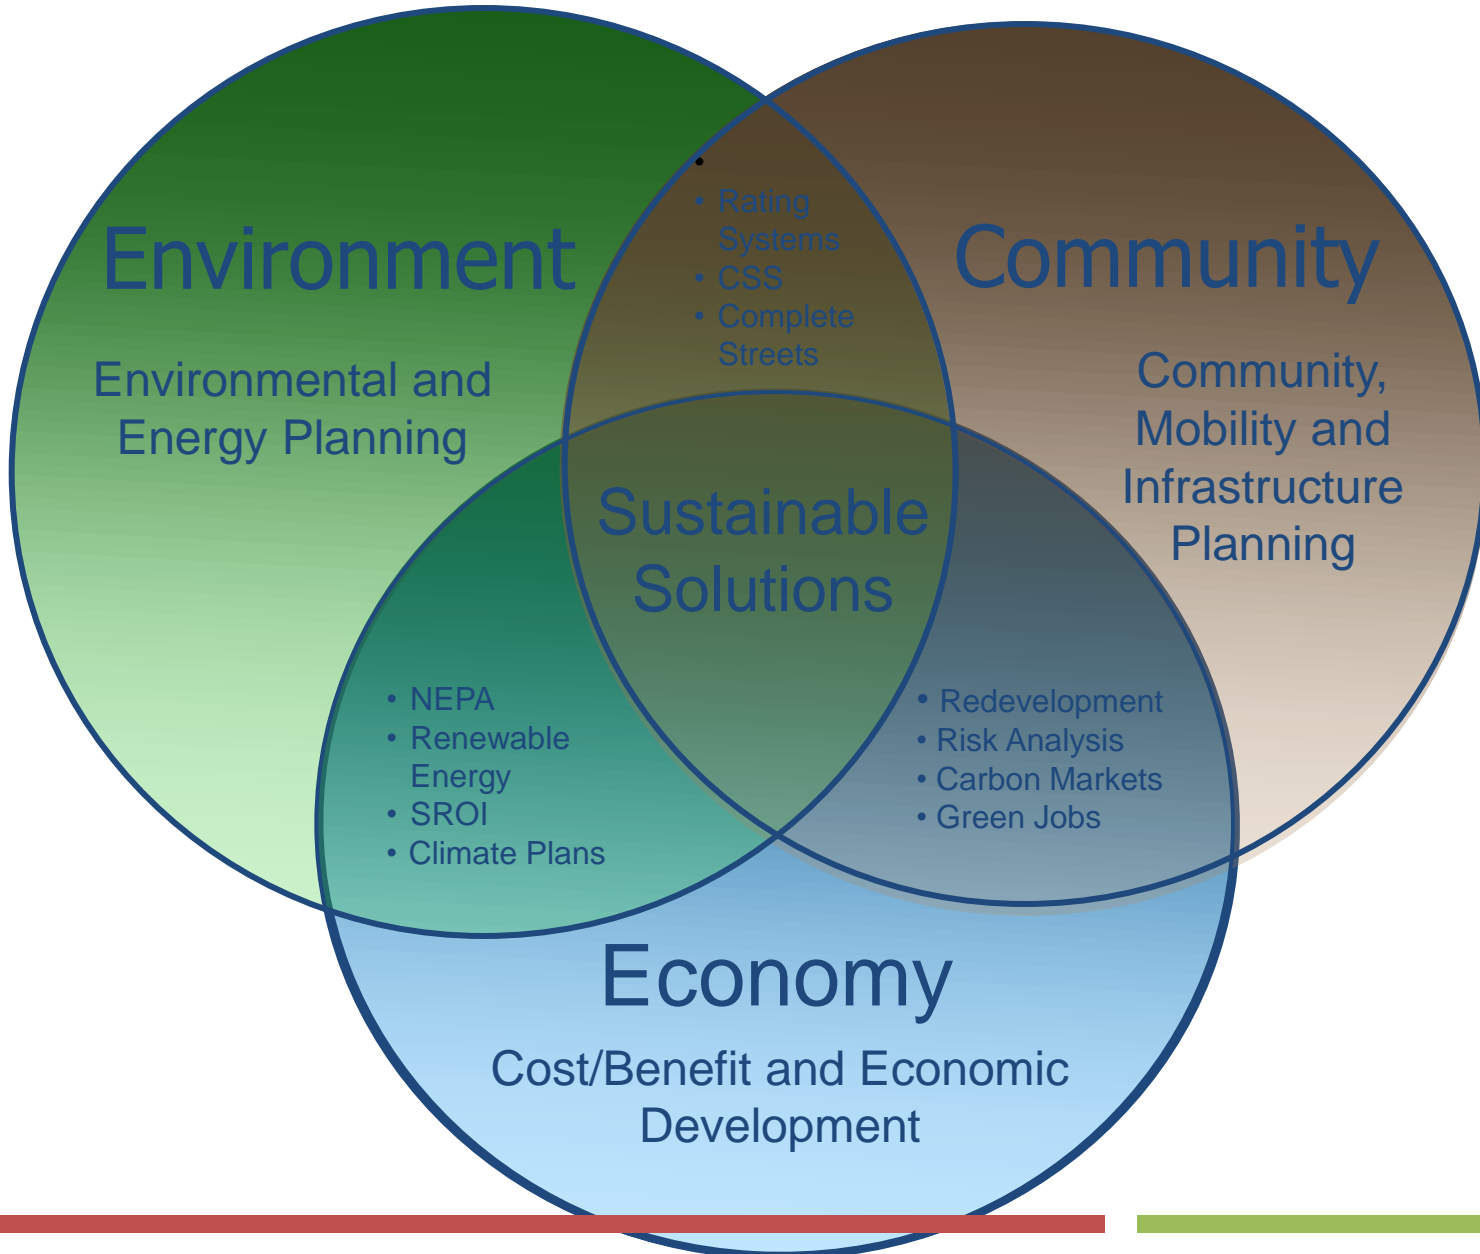 Environment
Environmental and
Energy Planning
•
• Rating
Systems
• CSS
• Complete
Streets
Community
Community,
Mobility and
Infrastructure
Planning
Sustainable
Solutions
• NEPA
• Renewable
Energy
• SROI
• Climate Plans
• Redevelopment
• Risk Analysis
• Carbon Markets
• Green Jobs
Economy
Cost/Benefit and Economic
Development